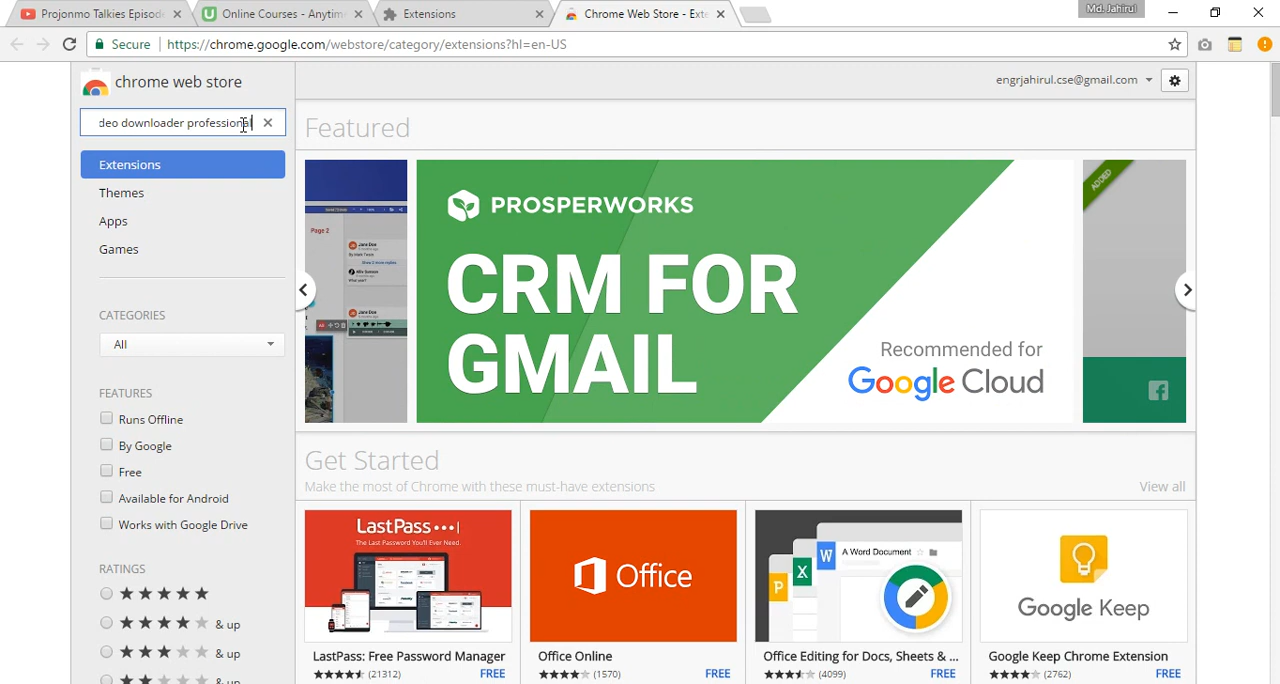 Projonmo Talkies Episod
Online Courses - Anytim
Extensions
Chrome Web Store - Exte
Md. Jahirul
Secure
https://chrome.google.com/webstore/category/extensions?hl=en-US
chrome web store
engrjahirul.cse@gmail.com
deo downloader professional
Extensions
Themes
Apps
Games
CATEGORIES
All
FEATURES
Runs Offline
By Google
Free
Available for Android
Works with Google Drive
RATINGS
& up
& up
& up
Featured
Page 2
Jane Doe
ADDED
PROSPERWORKS
CRM FOR
GMAIL
Recommended for
Google Cloud
Get Started
Make the most of Chrome with these must-have extensions
View all
LastPass
The Last Password You'll Ever Need.
LastPass: Free Password Manager
(21312)
FREE
Office
Office Online
(1570)
FREE
A Word Document
W
X
P
Office Editing for Docs, Sheets & ...
(4099)
FREE
Google Keep
Google Keep Chrome Extension
(2762)
FREE